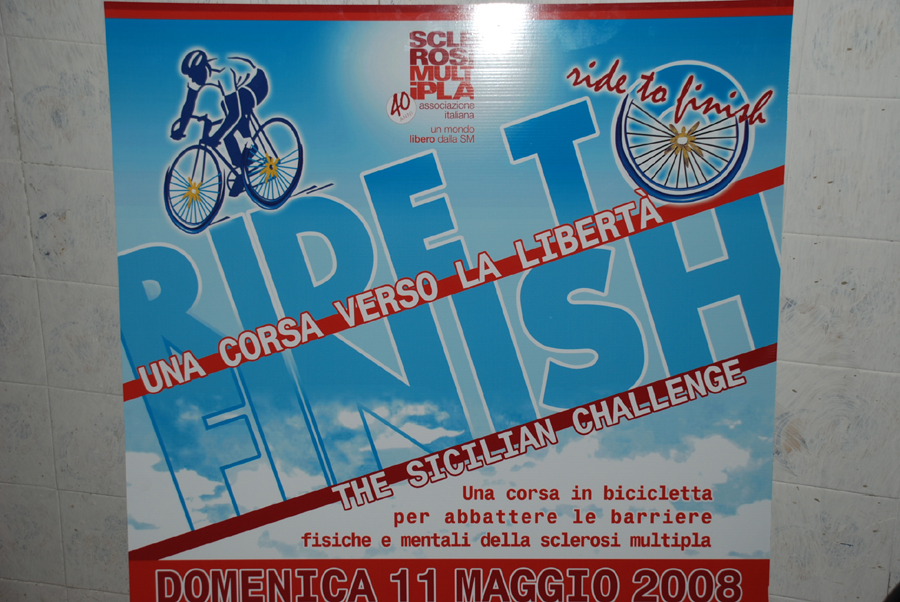 SCLE
ROSI
MULT
iPLA
40
associazione
italiana
un mondo
libero dalla SM
ride to finish
RIDE T
UNA CORSA VERSO LA LIBERTÀ
FINISH
THE SICILIAN CHALLENGE
Una corsa in bicicletta
per abbattere le barriere
fisiche e mentali della sclerosi multipla
DOMENICA 11 MAGGIO 2008